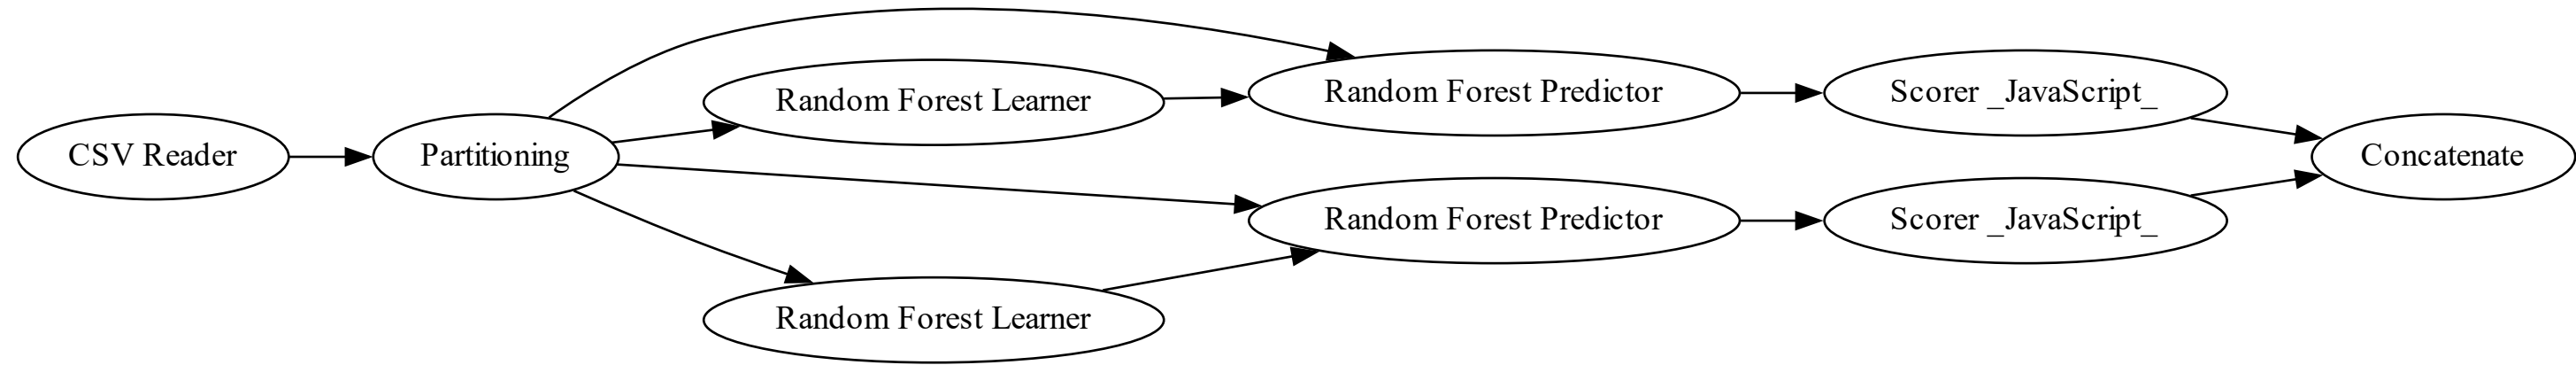 CSV Reader
Partitioning
Random Forest Learner
Random Forest Predictor
Scorer _JavaScript_
Random Forest Predictor
Scorer _JavaScript_
Concatenate
Random Forest Learner